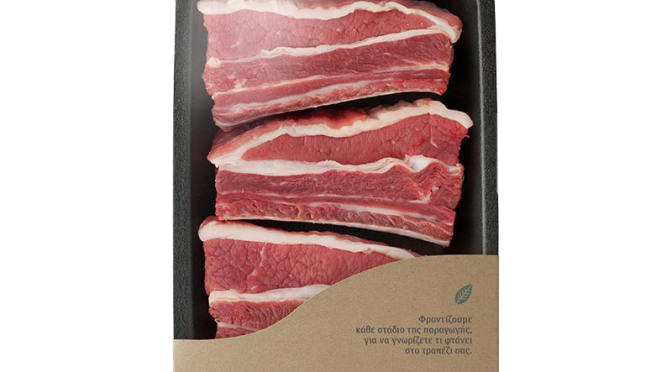 Φροντίζουμε
κάθε στάδιο της παραγωγής,
για να γνωρίζετε τι φτάνει
στο τραπέζι σας.